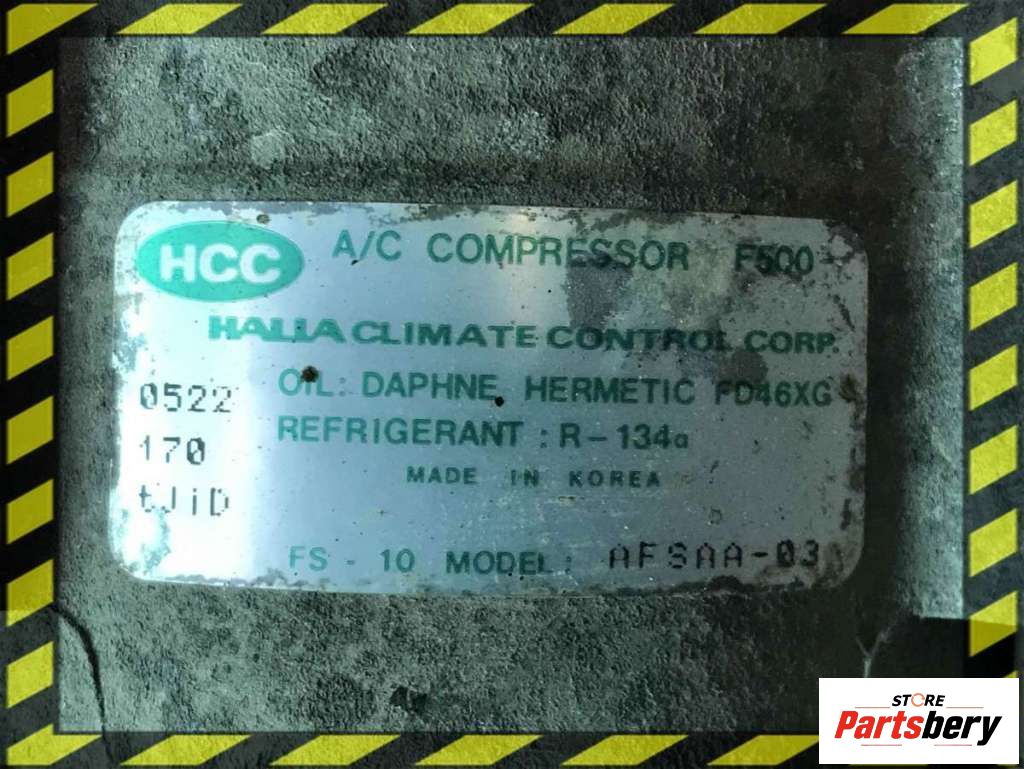 HCC A/C COMPRESSOR F500
HALLA CLIMATE CONTROL CORP.
OIL: DAPHNE HERMETIC FD46XG
0522
REFRIGERANT : R-134a
170
MADE IN KOREA
tJiD
FS - 10 MODEL: AFSAA-03
STORE
Partsbery